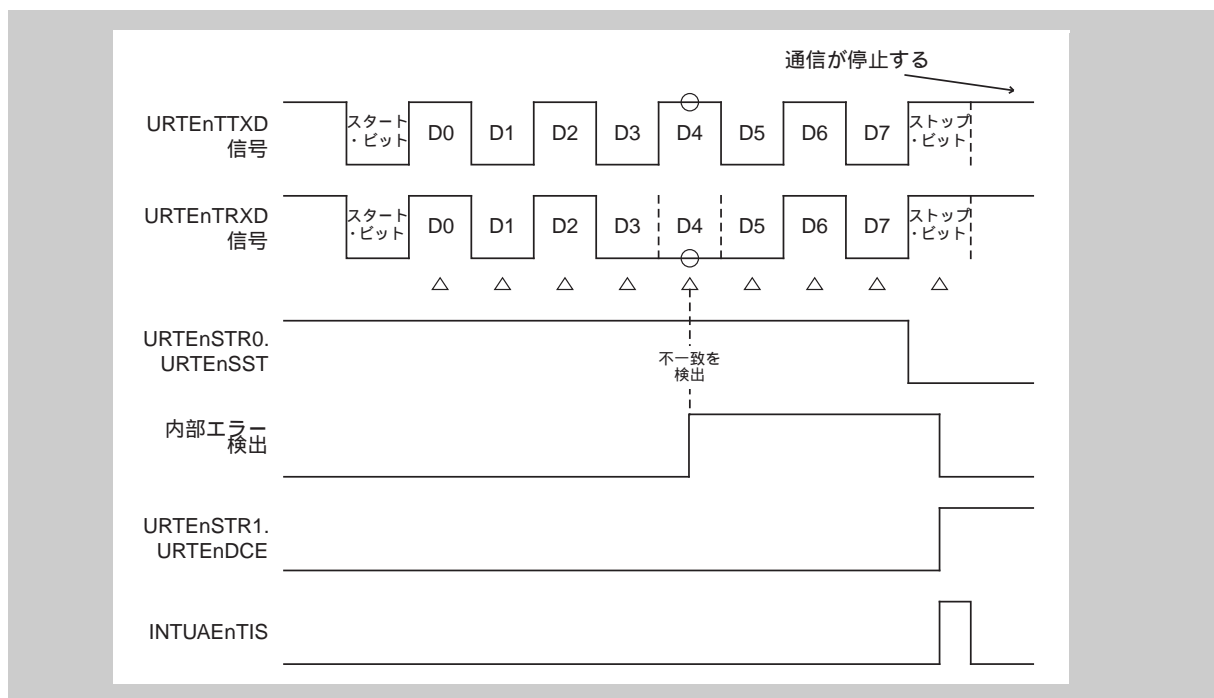 通信が停止する
URTEnTTXD
信号
スタート
・ビット
D0 D1 D2 D3 D4 D5 D6 D7
ストップ
・ビット
URTEnTRXD
信号
スタート
・ビット
D0 D1 D2 D3 D4 D5 D6 D7
ストップ
・ビット
URTEnSTR0.
URTEnSST
不一致を
検出
内部エラー
検出
URTEnSTR1.
URTEnDCE
INTUAEnTIS